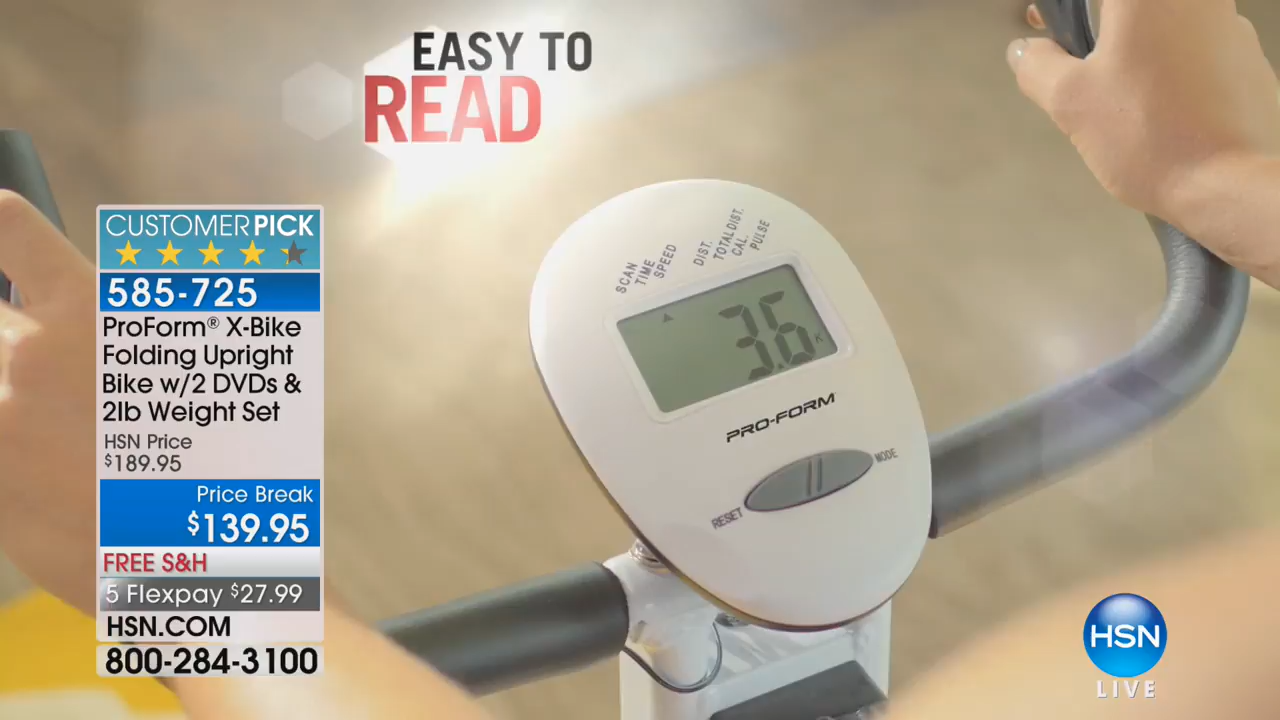 EASY TO
READ
CUSTOMERPICK
585-725
ProForm® X-Bike
Folding Upright
Bike w/2 DVDs &
2lb Weight Set
HSN Price
$189.95
Price Break
$139.95
FREE S&H
5 Flexpay $27.99
HSN.COM
800-284-3100
SCAN
TIME
SPEED
DIST.
TOTAL DIST.
CAL.
PULSE
3.6 K
PRO-FORM
RESET
MODE
HSN
LIVE